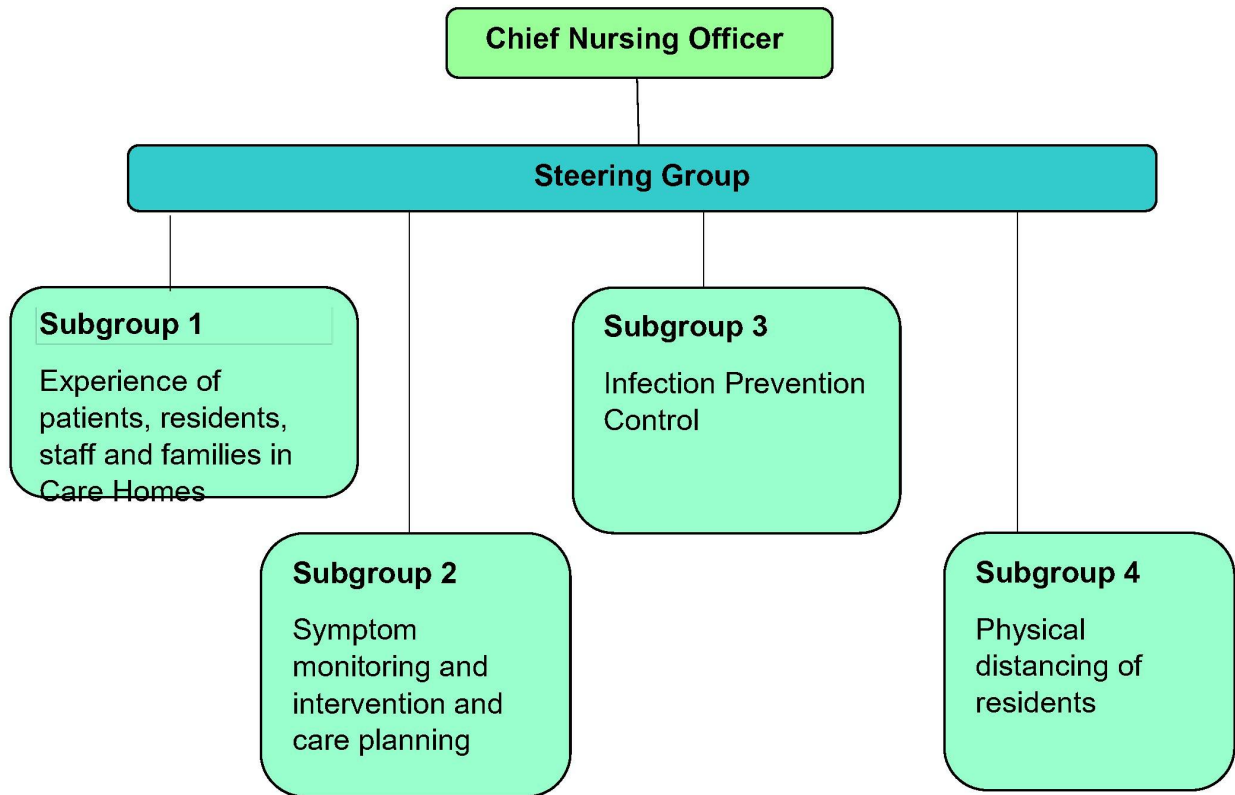 Chief Nursing Officer
Steering Group
Subgroup 1
Experience of
patients, residents,
staff and families in
Care Homes
Subgroup 2
Symptom
monitoring and
intervention and
care planning
Subgroup 3
Infection Prevention
Control
Subgroup 4
Physical
distancing of
residents